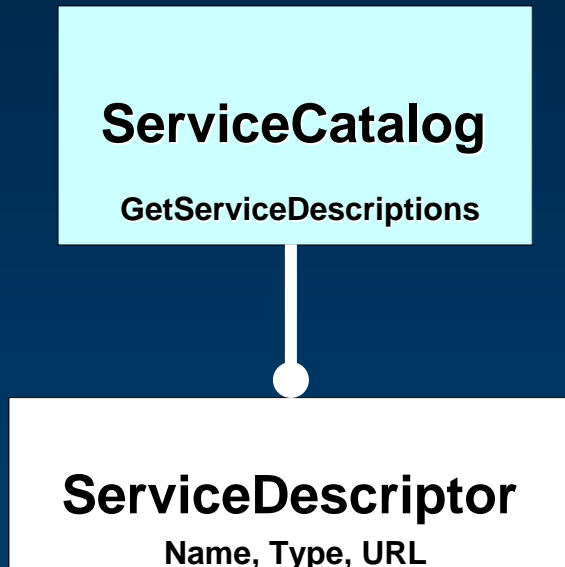 ServiceCatalog
GetServiceDescriptions
ServiceDescriptor
Name, Type, URL